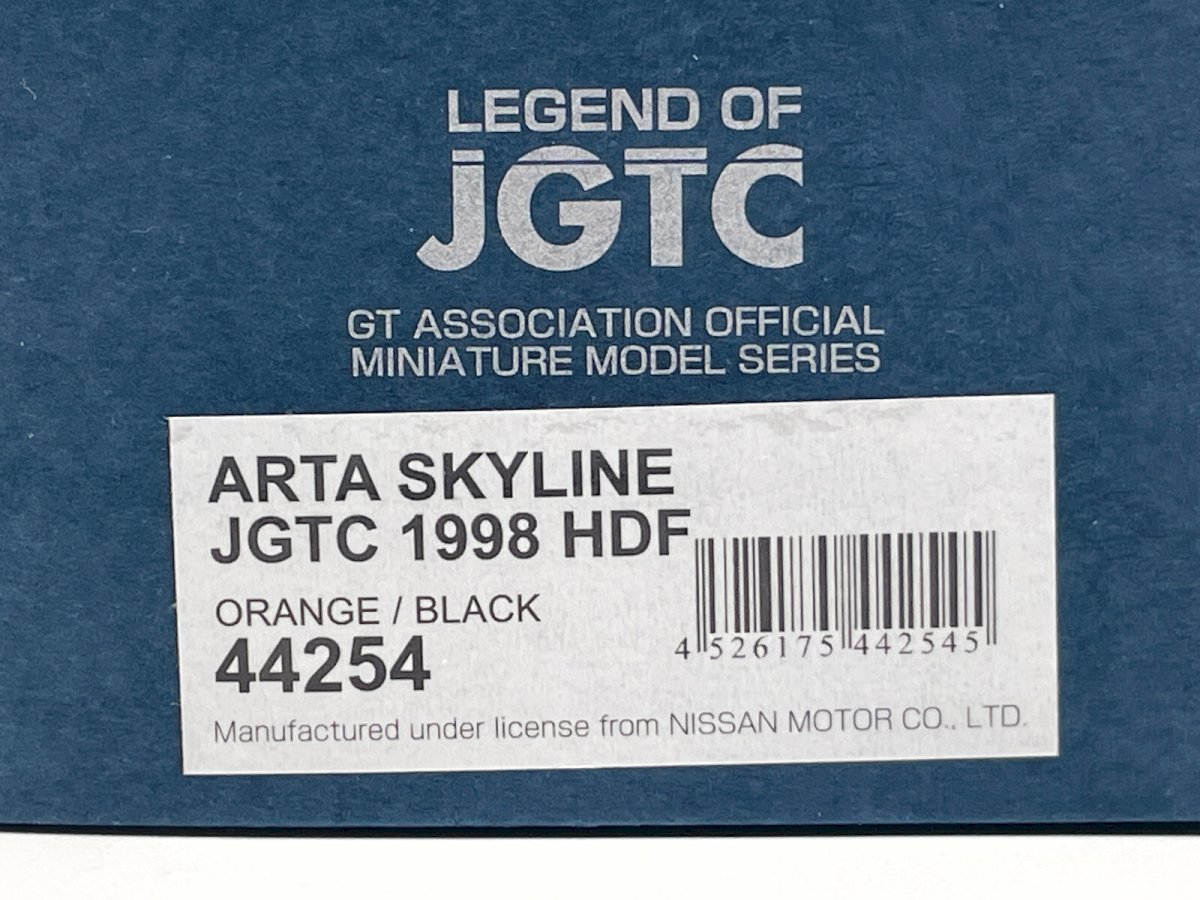 LEGEND OF
JGTC
GT ASSOCIATION OFFICIAL
MINIATURE MODEL SERIES
ARTA SKYLINE
JGTC 1998 HDF
ORANGE / BLACK
44254
4 526175 442545
Manufactured under license from NISSAN MOTOR CO., LTD.